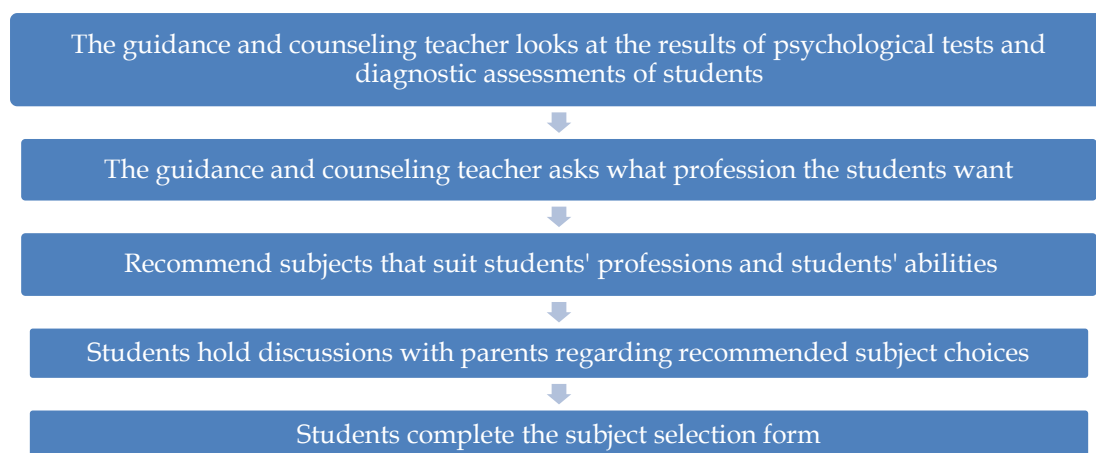 The guidance and counseling teacher looks at the results of psychological tests and
diagnostic assessments of students
The guidance and counseling teacher asks what profession the students want
Recommend subjects that suit students' professions and students' abilities
Students hold discussions with parents regarding recommended subject choices
Students complete the subject selection form